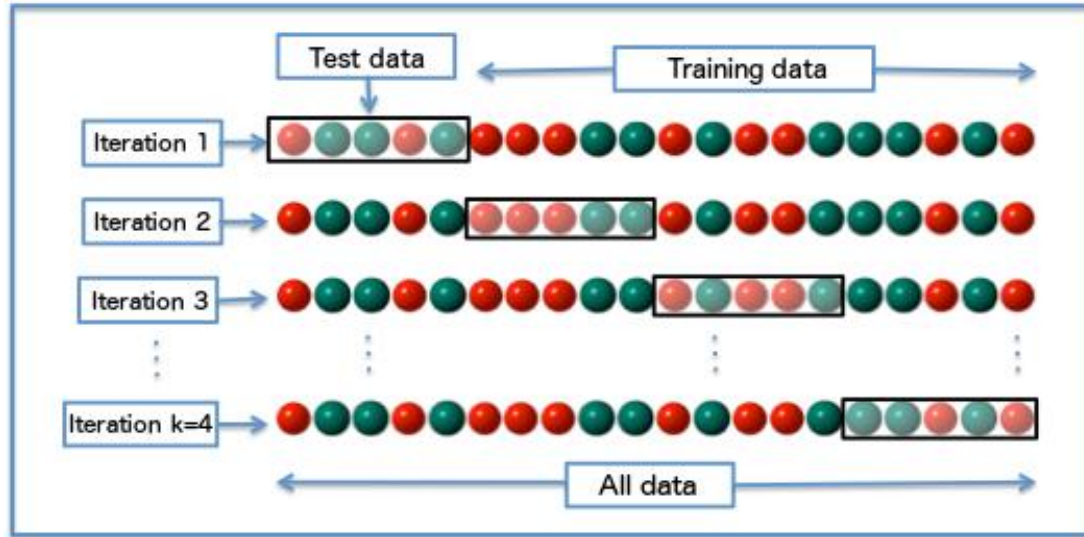 Test data
Training data
Iteration 1
Iteration 2
Iteration 3
Iteration k=4
All data